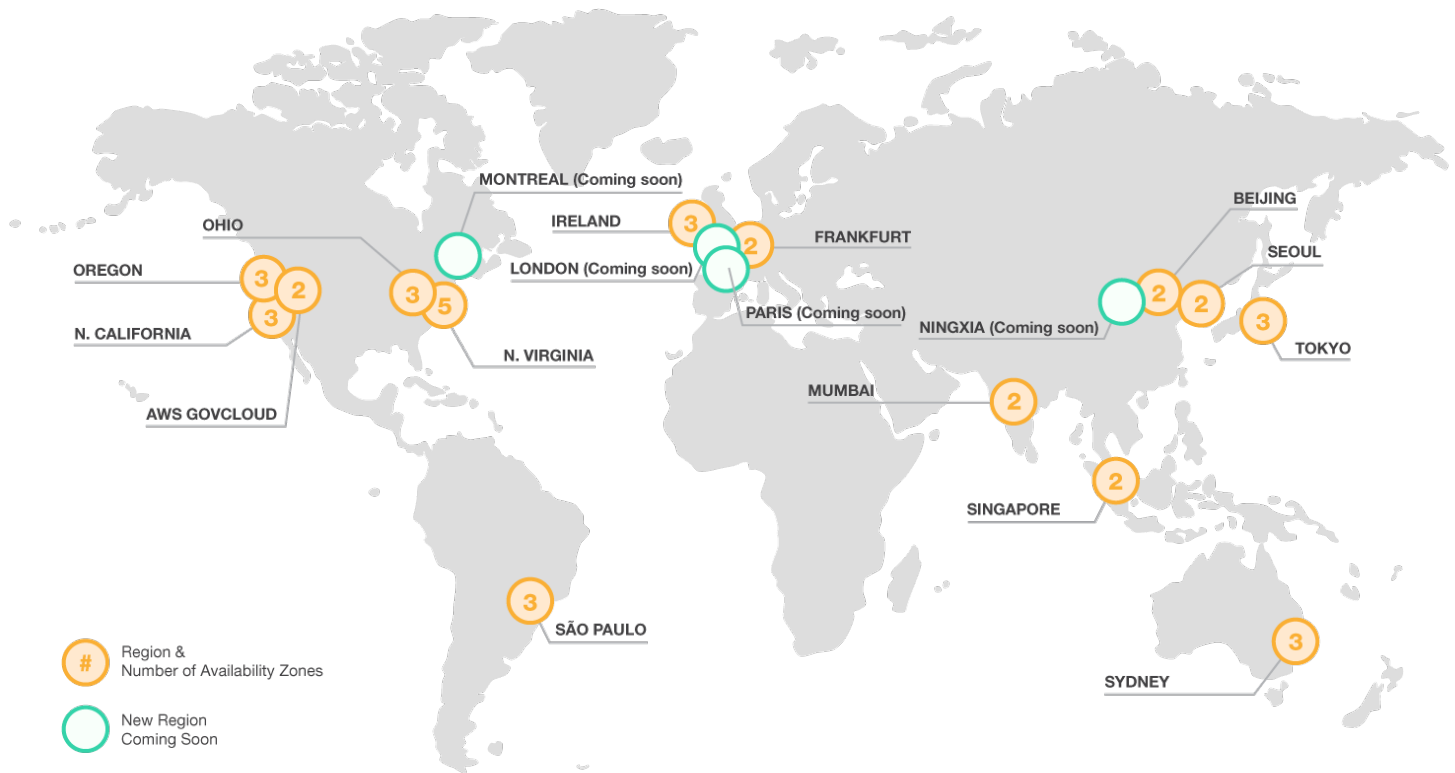 MONTREAL (Coming soon)
BEIJING
OHIO
IRELAND
3
FRANKFURT
2
SEOUL
OREGON
3
2
LONDON (Coming soon)
3
5
2
2
N. CALIFORNIA
3
PARIS (Coming soon)
NINGXIA (Coming soon)
3
TOKYO
N. VIRGINIA
MUMBAI
2
AWS GOVCLOUD
SINGAPORE
2
3
SÃO PAULO
3
SYDNEY
#
Region &
Number of Availability Zones
New Region
Coming Soon